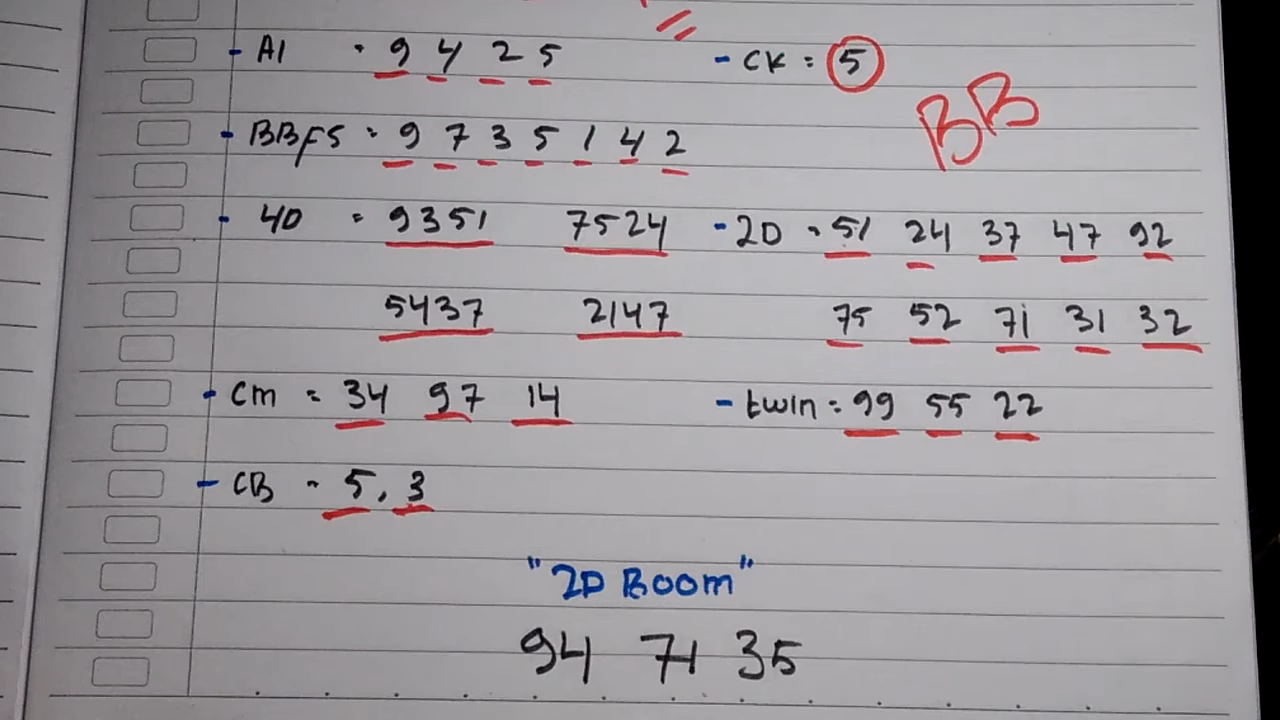 - AI = 9 4 2 5 - CK = 5
BB
- BBFS = 9 7 3 5 1 4 2
- 4D = 9351 7524 - 2D = 51 24 37 47 92
5437 2147 75 52 71 31 32
- Cm = 34 97 14 - twin = 99 55 22
- CB = 5, 3
"2D Boom"
94 71 35